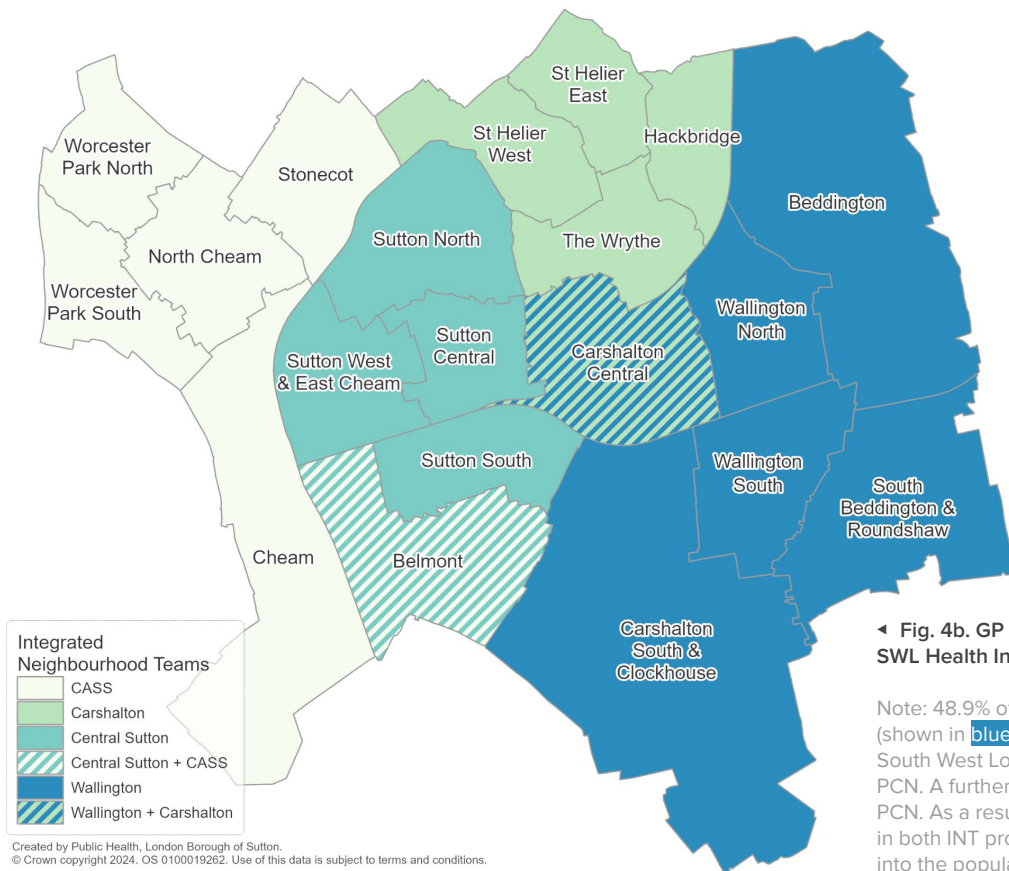 St Helier
East
Worcester
Park North
St Helier
West
Hackbridge
Stonecot
Beddington
Sutton North
The Wrythe
North Cheam
Worcester
Park South
Wallington
North
Sutton
Central
Carshalton
Central
Sutton West
& East Cheam
Sutton South
Wallington
South
South
Beddington &
Roundshaw
Cheam
Belmont
Carshalton
South &
Clockhouse
Integrated
Neighbourhood Teams
CASS
Carshalton
Central Sutton
Central Sutton + CASS
Wallington
Wallington + Carshalton
Created by Public Health, London Borough of Sutton.
© Crown copyright 2024. OS 0100019262. Use of this data is subject to terms and conditions.
◄ Fig. 4b. GP
SWL Health In
Note: 48.9% o
(shown in blue
South West Lo
PCN. A further
PCN. As a resu
in both INT pro
into the popula